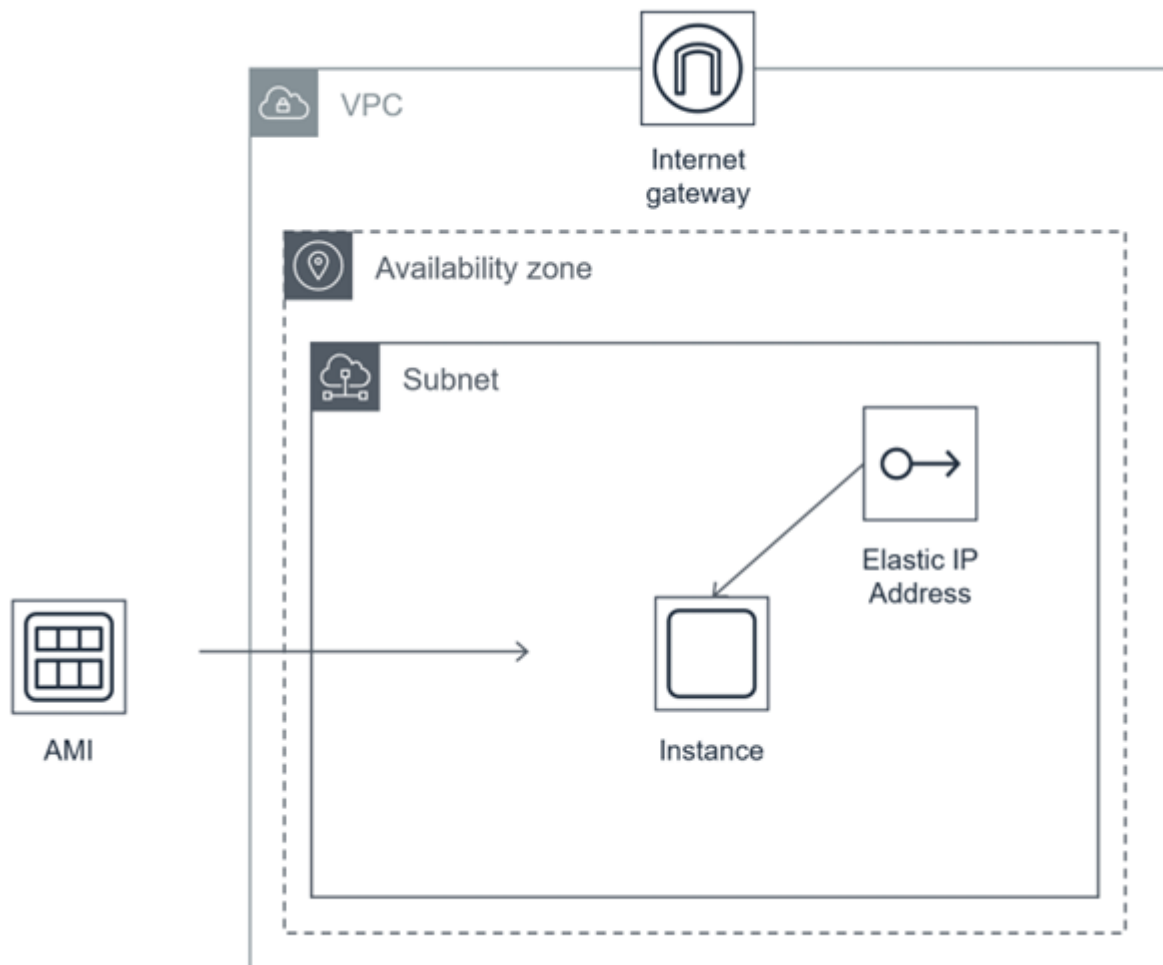 VPC
Internet
gateway
Availability zone
Subnet
Elastic IP
Address
AMI
Instance